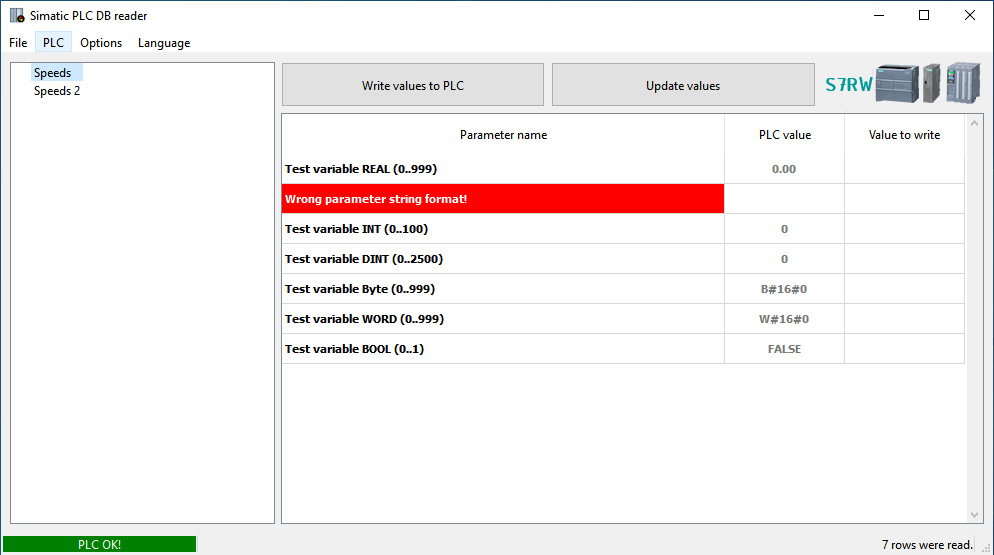 Simatic PLC DB reader
File PLC Options Language
Speeds
Speeds 2
Write values to PLC
Update values
S7RW
Parameter name PLC value Value to write
Test variable REAL (0..999) 0.00
Wrong parameter string format!
Test variable INT (0..100) 0
Test variable DINT (0..2500) 0
Test variable Byte (0..999) B#16#0
Test variable WORD (0..999) W#16#0
Test variable BOOL (0..1) FALSE
PLC OK!
7 rows were read.